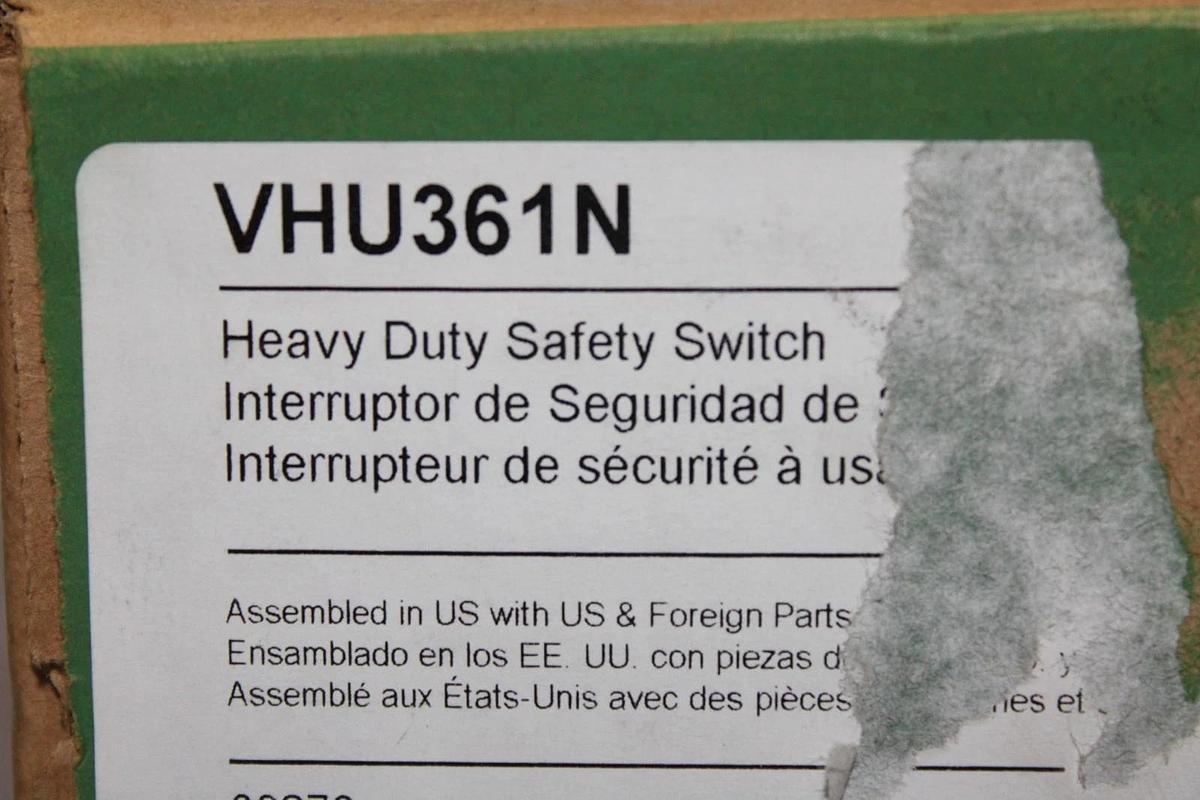 VHU361N
Heavy Duty Safety Switch
Interruptor de Seguridad de
Interrupteur de sécurité à
Assembled in US with US & Foreign Parts
Ensamblado en los EE. UU. con piezas
Assemblé aux États-Unis avec des pièces et